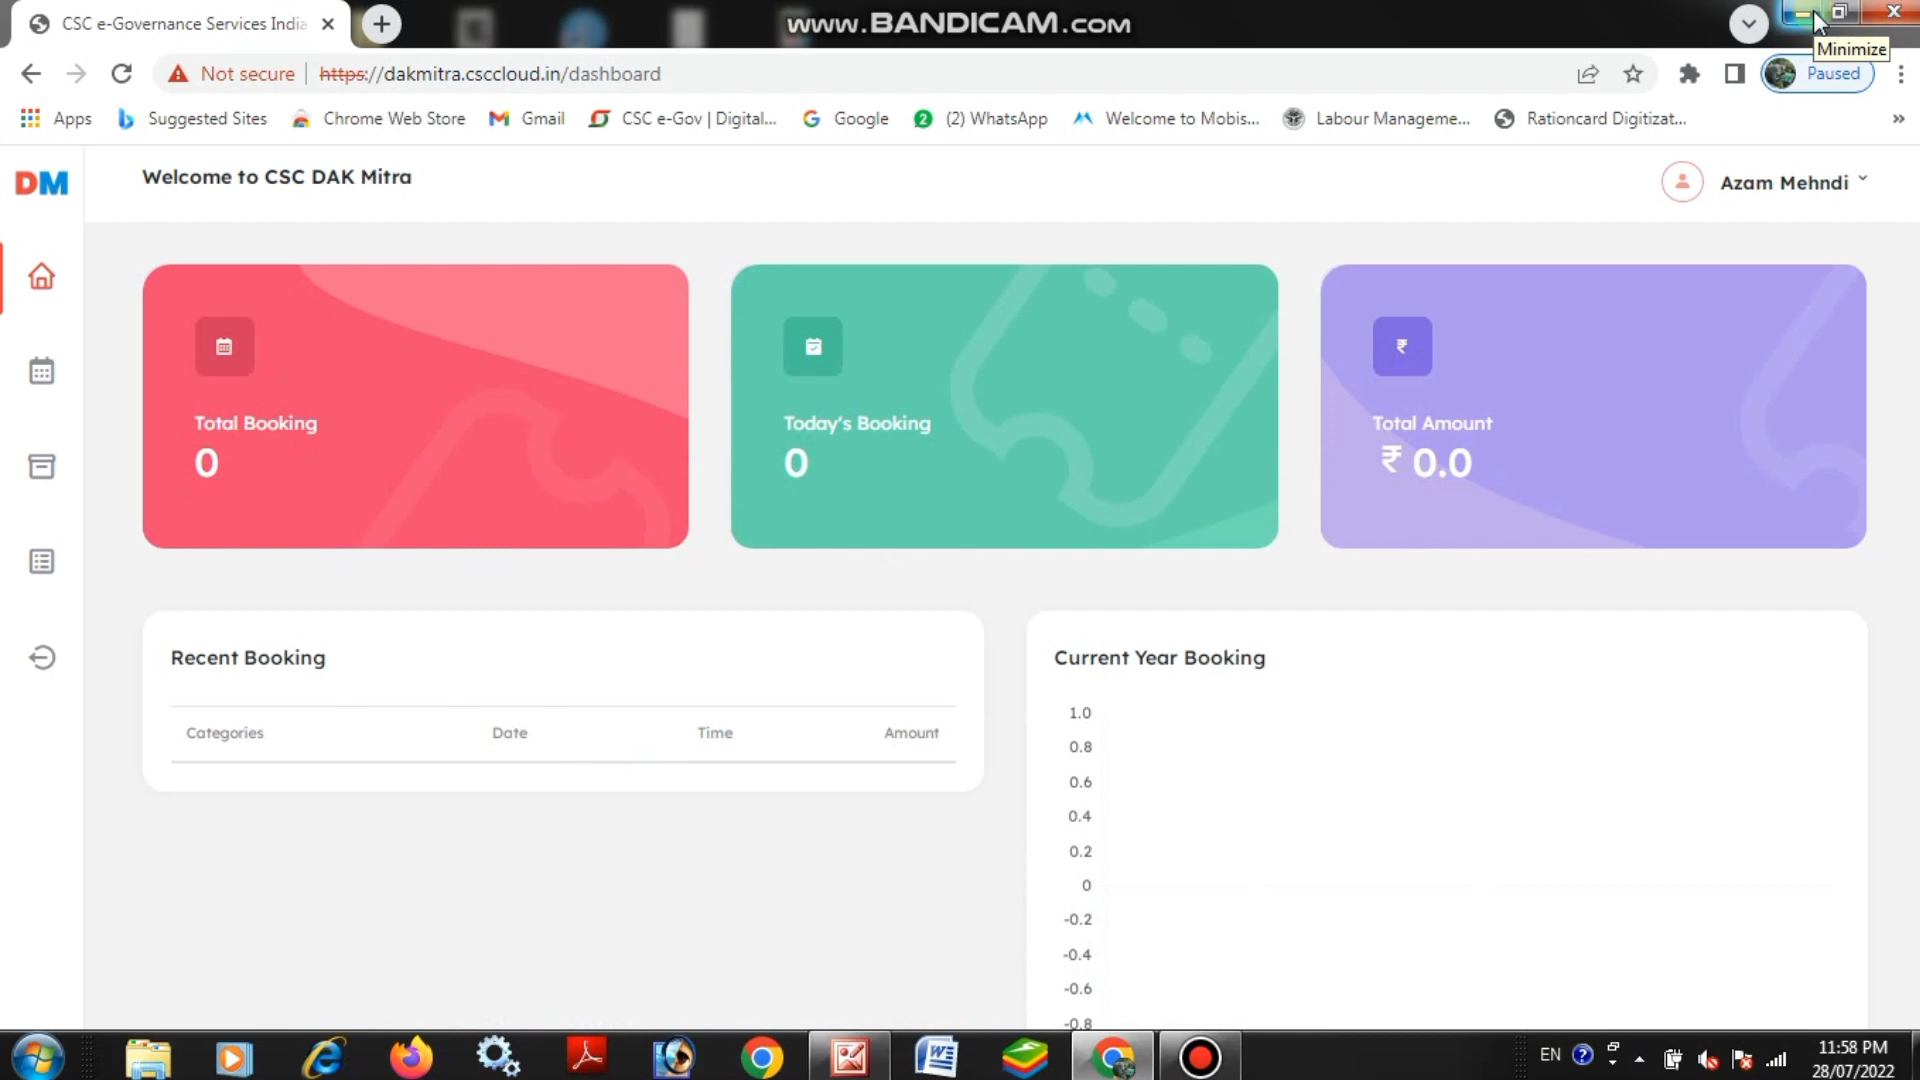 CSC e-Governance Services India
www.BANDICAM.com
Minimize
Not secure
https://dakmitra.csccloud.in/dashboard
Paused
Apps
Suggested Sites
Chrome Web Store
Gmail
CSC e-Gov | Digital...
Google
2
(2) WhatsApp
Welcome to Mobis...
Labour Manageme...
Rationcard Digitizat...
»
DM
Welcome to CSC DAK Mitra
Azam Mehndi
Total Booking
0
Today's Booking
0
₹
Total Amount
₹ 0.0
Recent Booking
Categories Date Time Amount
Current Year Booking
1.0
0.8
0.6
0.4
0.2
0
-0.2
-0.4
-0.6
-0.8
EN
11:58 PM
28/07/2022